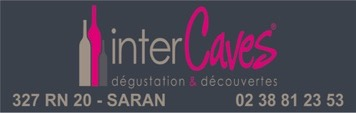 interCaves®
dégustation & découvertes
327 RN 20 - SARAN 02 38 81 23 53